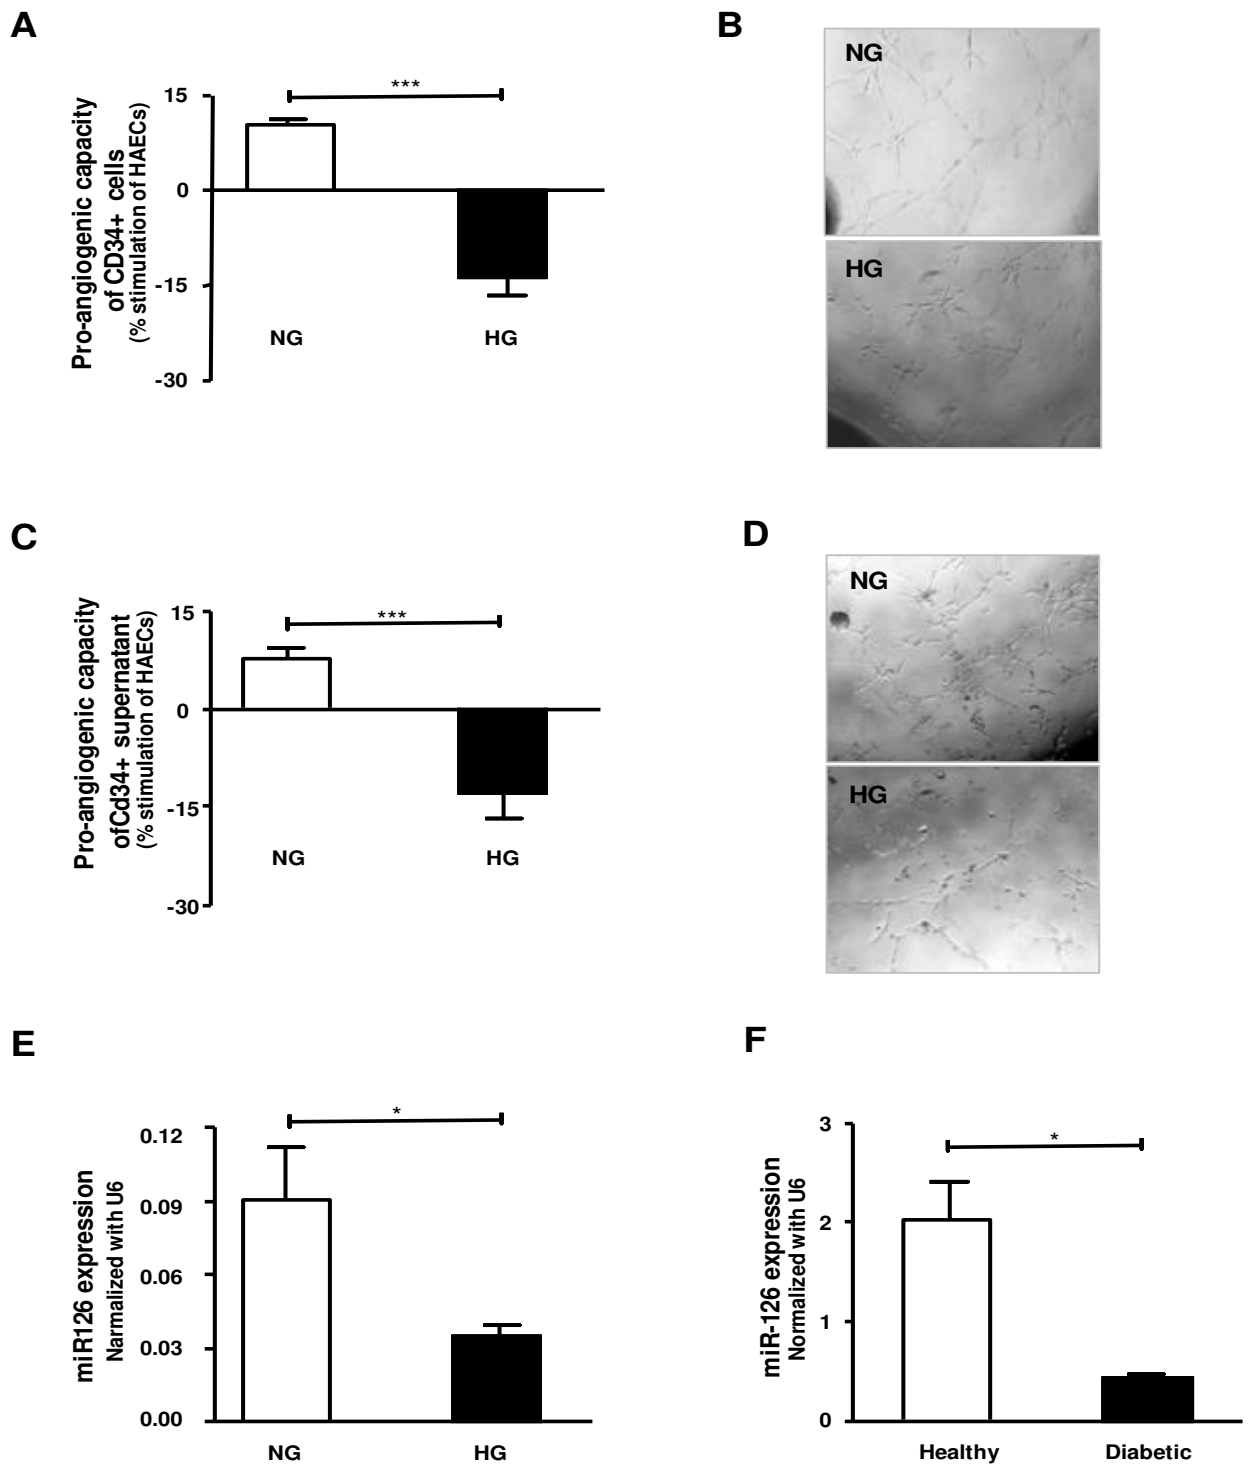 A
Pro-angiogenic capacity
of CD34+ cells
(% stimulation of HAECs)
15
0
-15
-30
***
NG
HG
B
NG
HG
C
Pro-angiogenic capacity
ofCd34+ supernatant
(% stimulation of HAECs)
15
0
-15
-30
***
NG
HG
D
NG
HG
E
miR126 expression
Narmalized with U6
0.12
0.09
0.06
0.03
0.00
*
NG
HG
F
miR-126 expression
Normalized with U6
3
2
1
0
*
Healthy
Diabetic